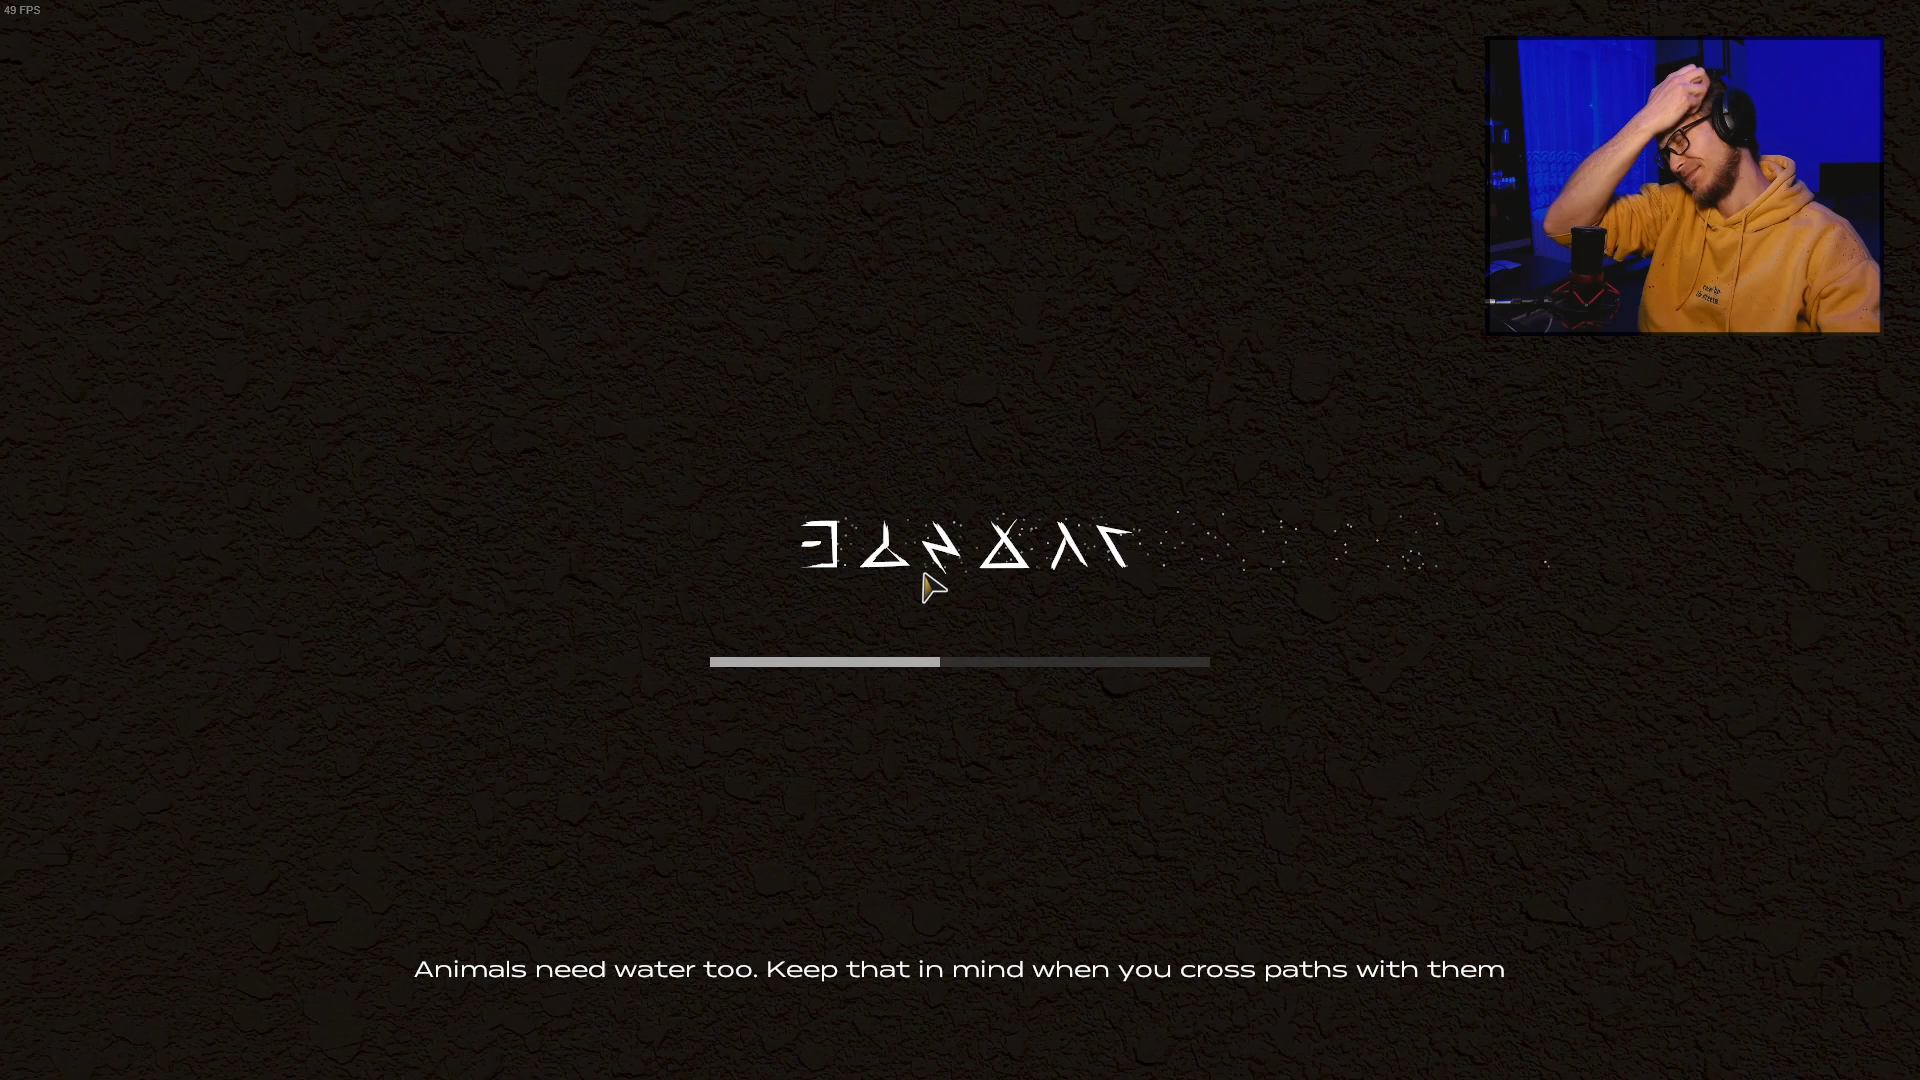 49 FPS
Animals need water too. Keep that in mind when you cross paths with them